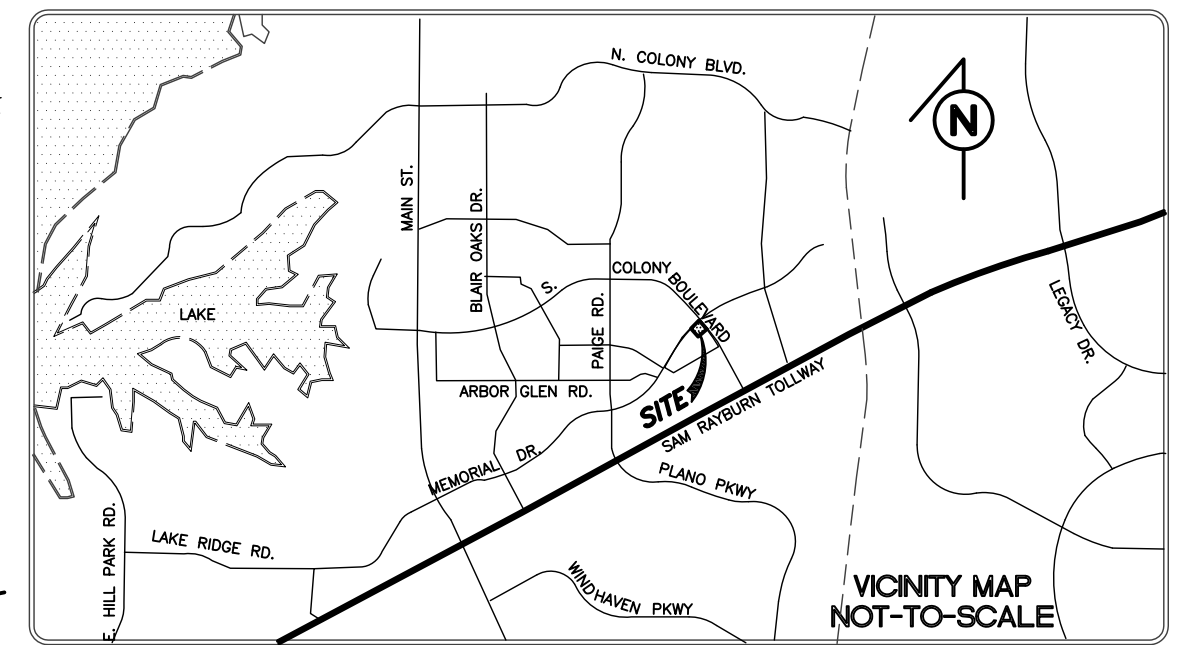 N. COLONY BLVD.
N
MAIN ST.
BLAIR OAKS DR.
S. COLONY BOULEVARD
PAIGE RD.
LAKE
LEGACY DR.
ARBOR GLEN RD.
SITE
SAM RAYBURN TOLLWAY
MEMORIAL DR.
PLANO PKWY
E. HILL PARK RD.
LAKE RIDGE RD.
WINDHAVEN PKWY
VICINITY MAP
NOT-TO-SCALE